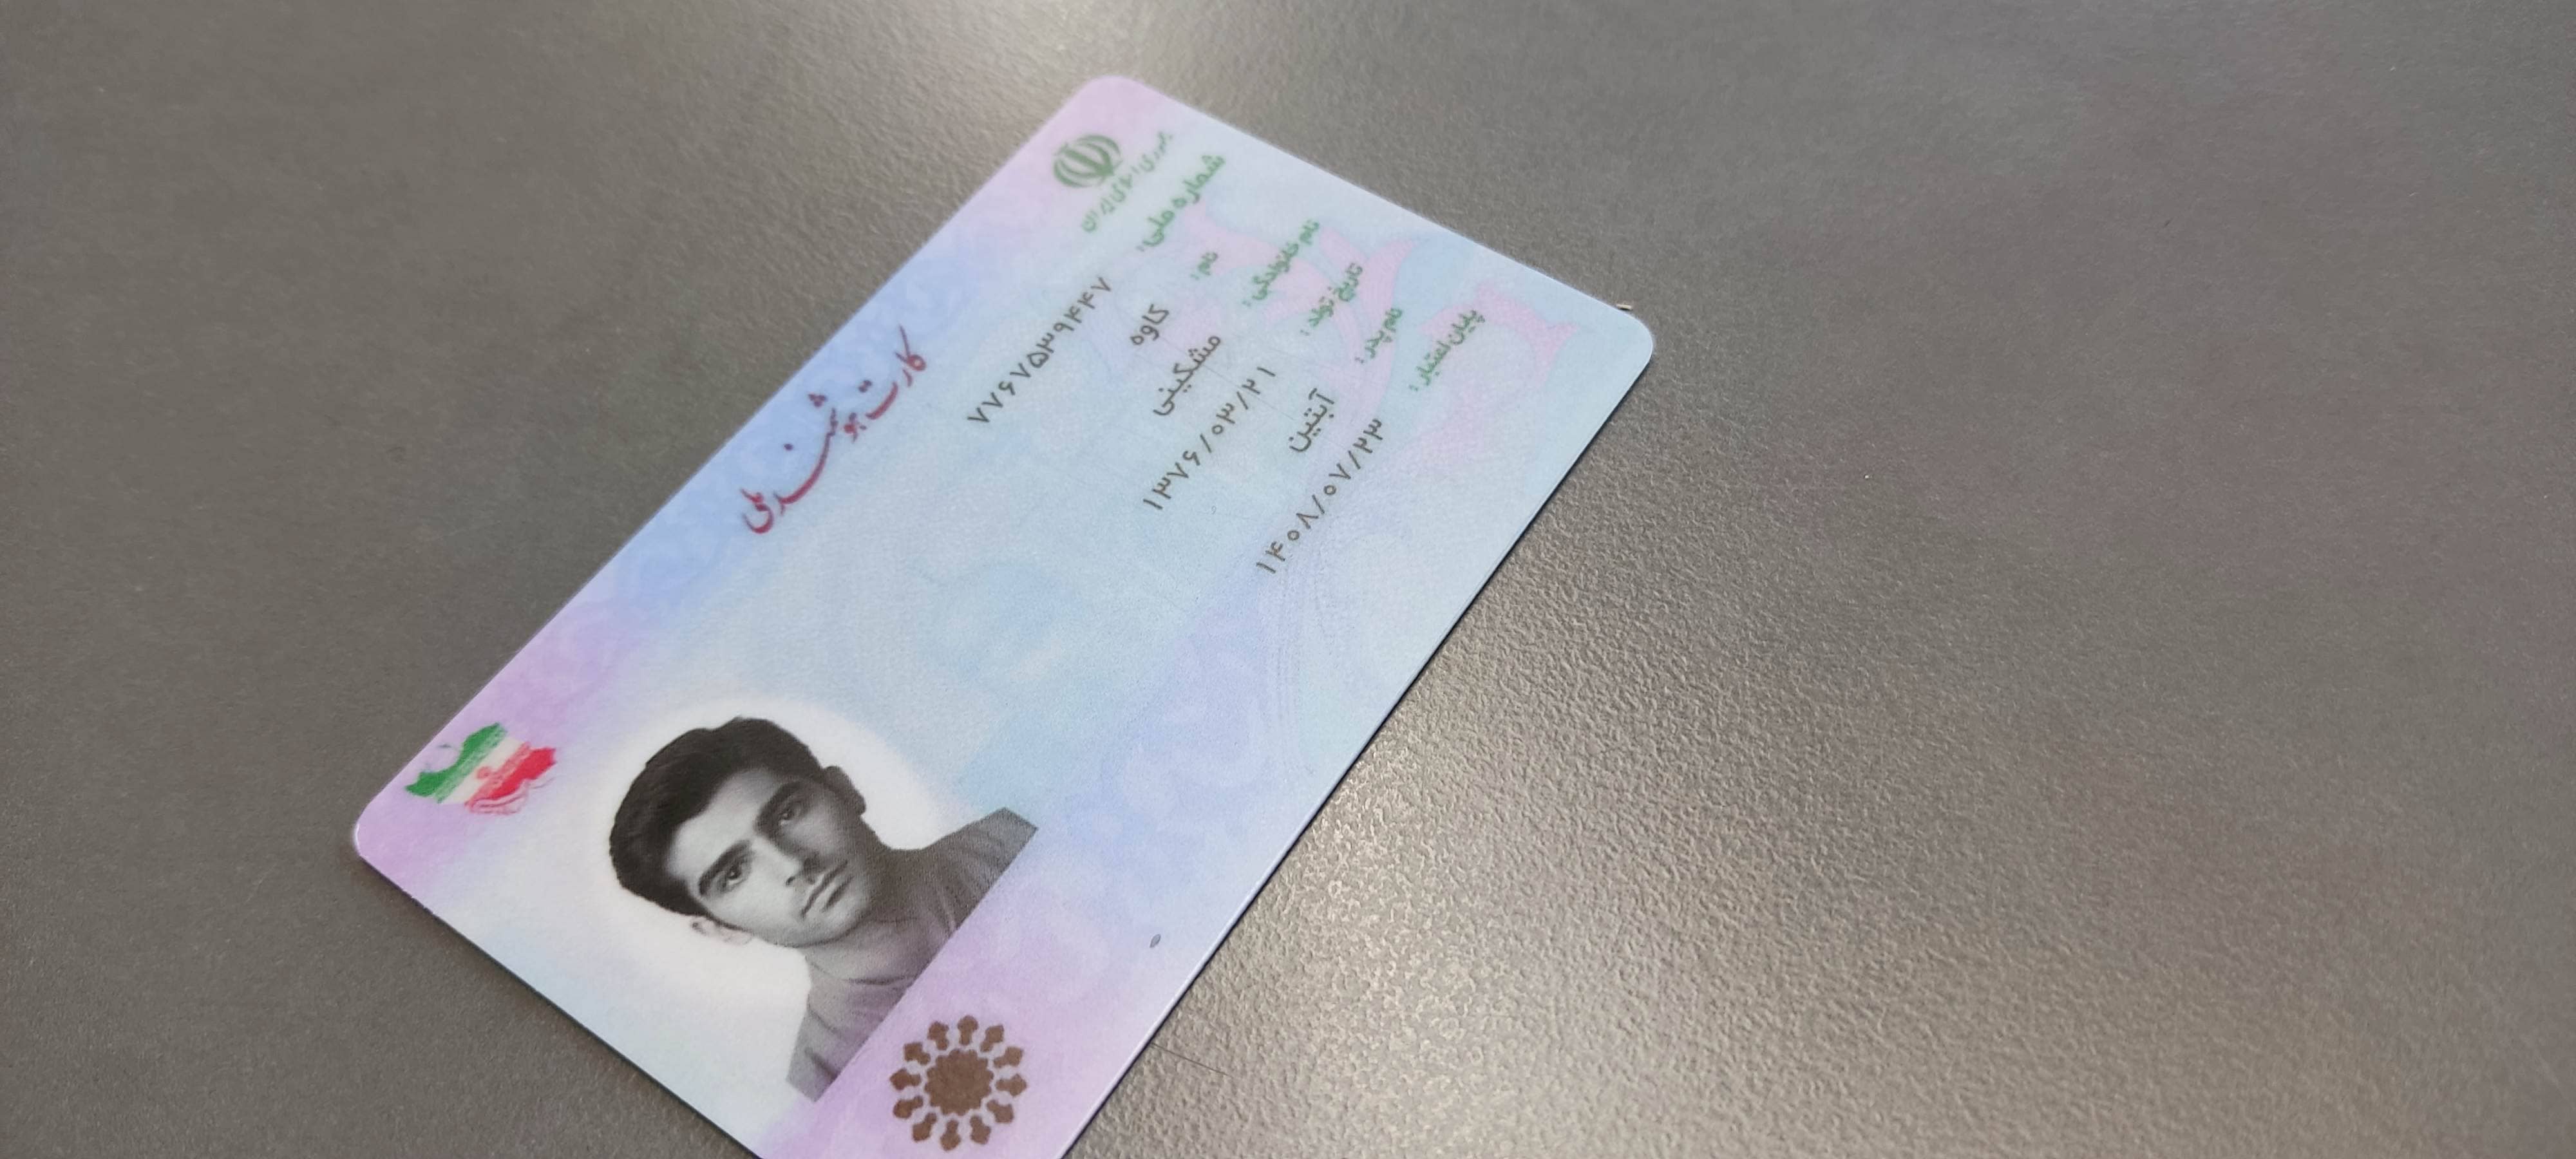 جمهوری اسلامی ایران
کارت هوشمند ملی
شماره ملی: ۷۷۶۷۵۳۹۴۴۷
نام: کاوه
نام خانوادگی: مشکینی
تاریخ تولد: ۱۳۷۶/۰۳/۲۱
نام پدر: آبتین
پایان اعتبار: ۱۴۰۸/۰۷/۲۳